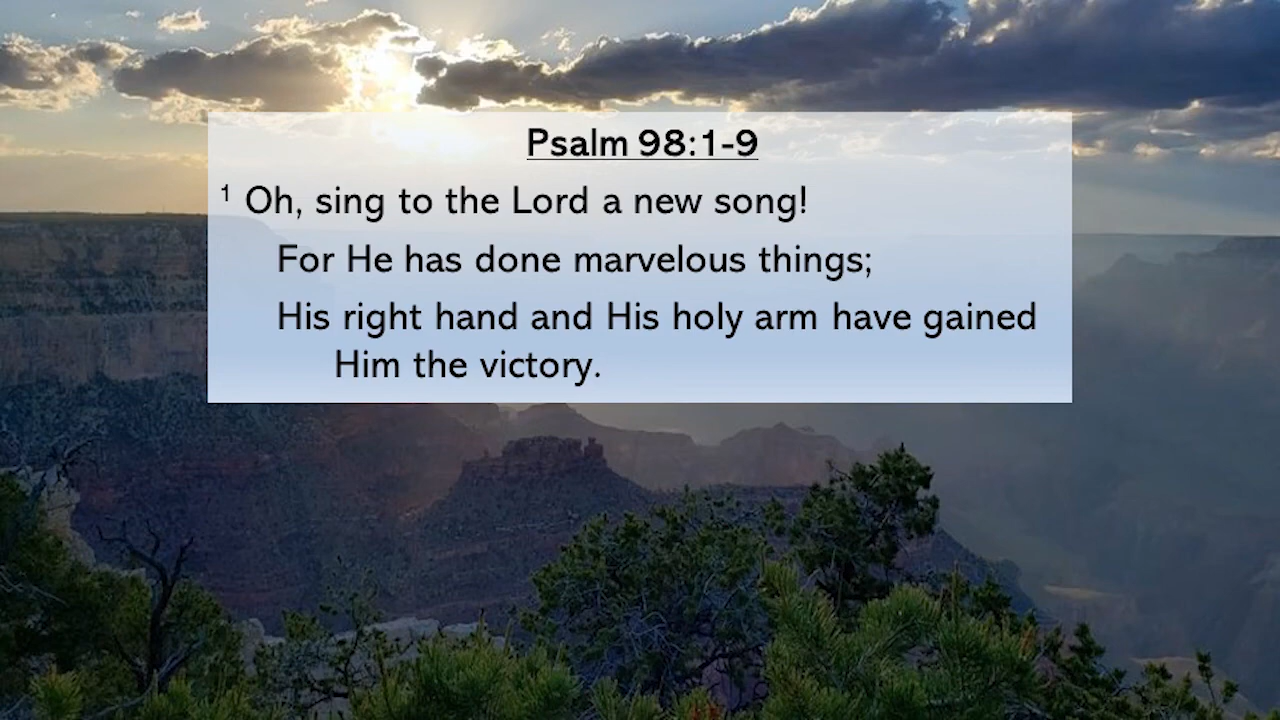 Psalm 98:1-9
1 Oh, sing to the Lord a new song!
For He has done marvelous things;
His right hand and His holy arm have gained
Him the victory.